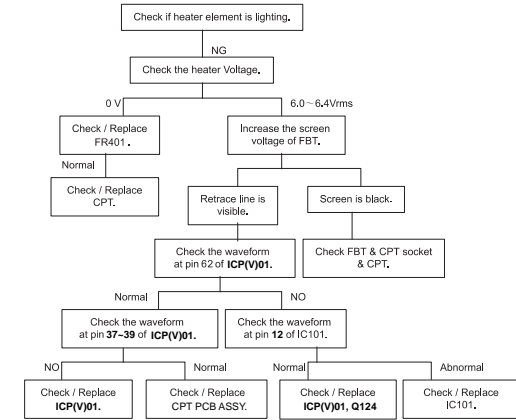 Check if heater element is lighting.
NG
Check the heater Voltage.
0 V
6.0~6.4Vrms
Check / Replace
FR401.
Increase the screen
voltage of FBT.
Normal
Check / Replace
CPT.
Retrace line is
visible.
Screen is black.
Check the waveform
at pin 62 of ICP(V)01.
Check FBT & CPT socket
& CPT.
Normal
NO
Check the waveform
at pin 37~39 of ICP(V)01.
Check the waveform
at pin 12 of IC101.
NO
Normal
Normal
Abnormal
Check / Replace
ICP(V)01.
Check / Replace
CPT PCB ASSY.
Check / Replace
ICP(V)01, Q124
Check / Replace
IC101.